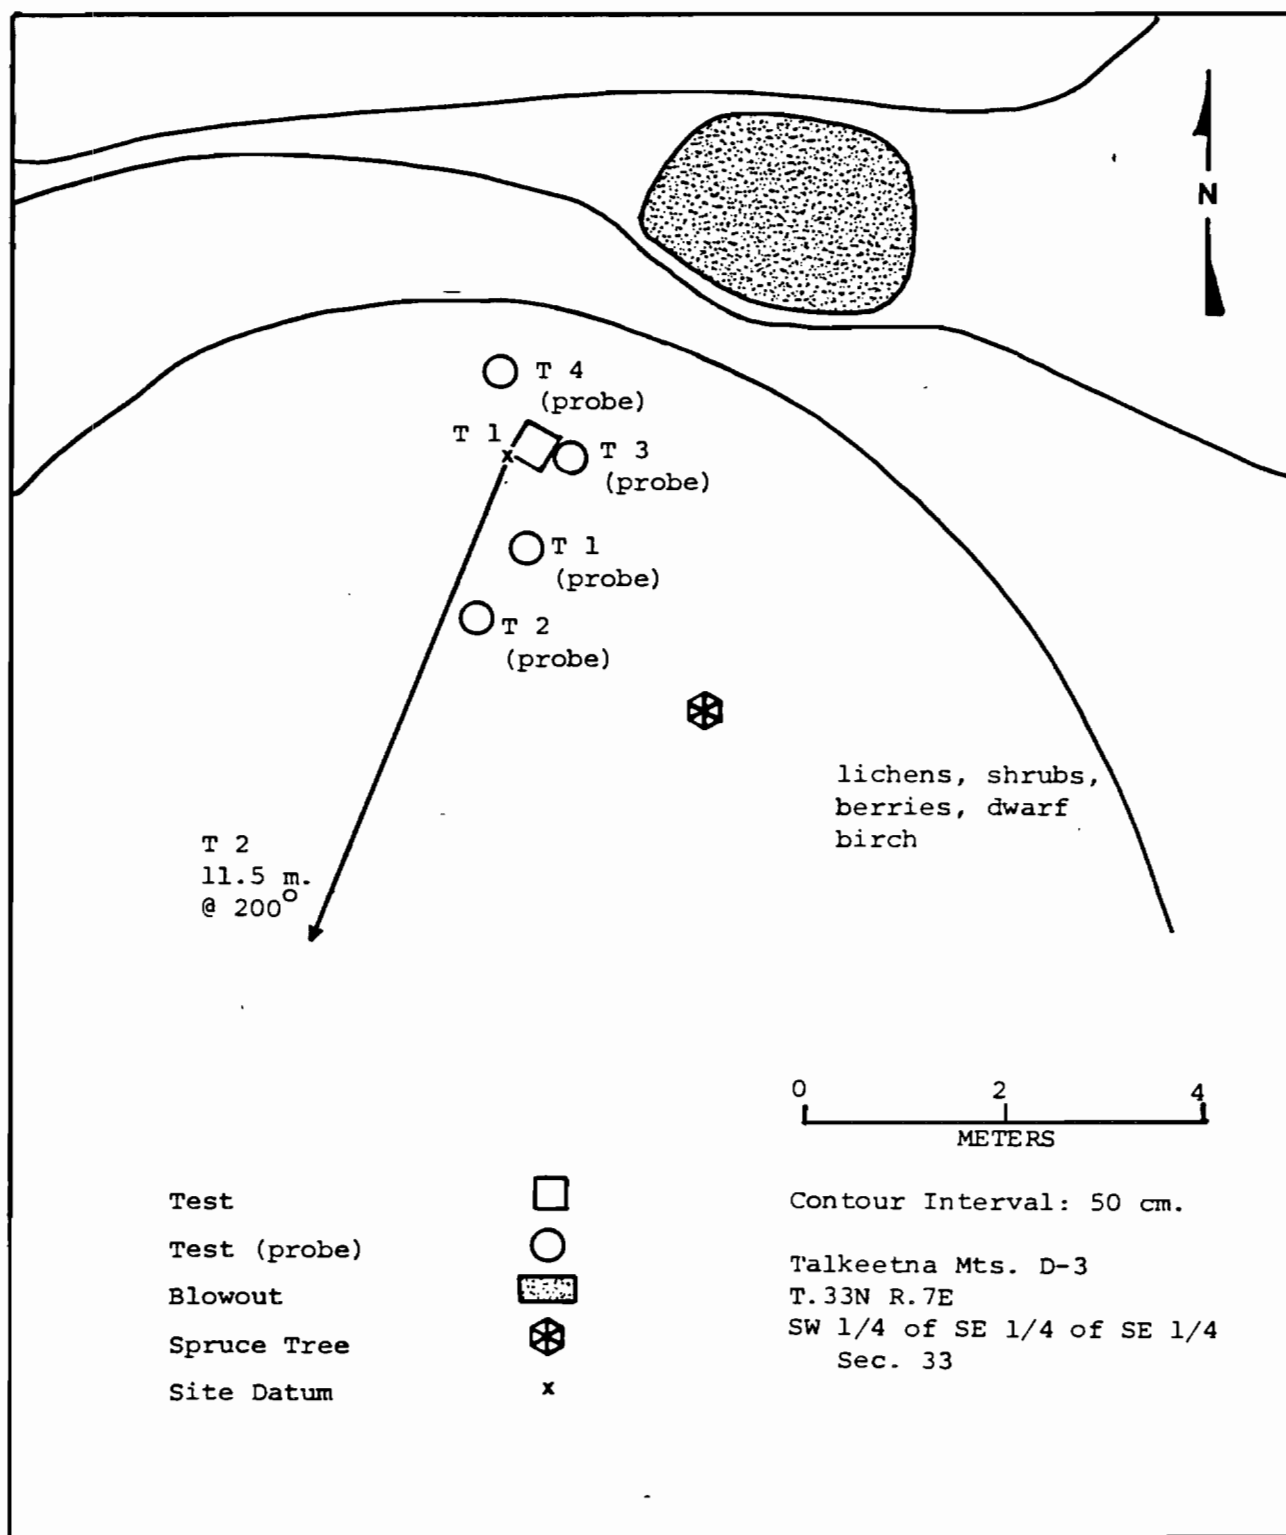 N
T 4
(probe)
T 1
x
T 3
(probe)
T 1
(probe)
T 2
(probe)
lichens, shrubs,
berries, dwarf
birch
T 2
11.5 m.
@ 200°
0 2 4
METERS
Test
Test (probe)
Blowout
Spruce Tree
Site Datum x
Contour Interval: 50 cm.
Talkeetna Mts. D-3
T.33N R.7E
SW 1/4 of SE 1/4 of SE 1/4
Sec. 33